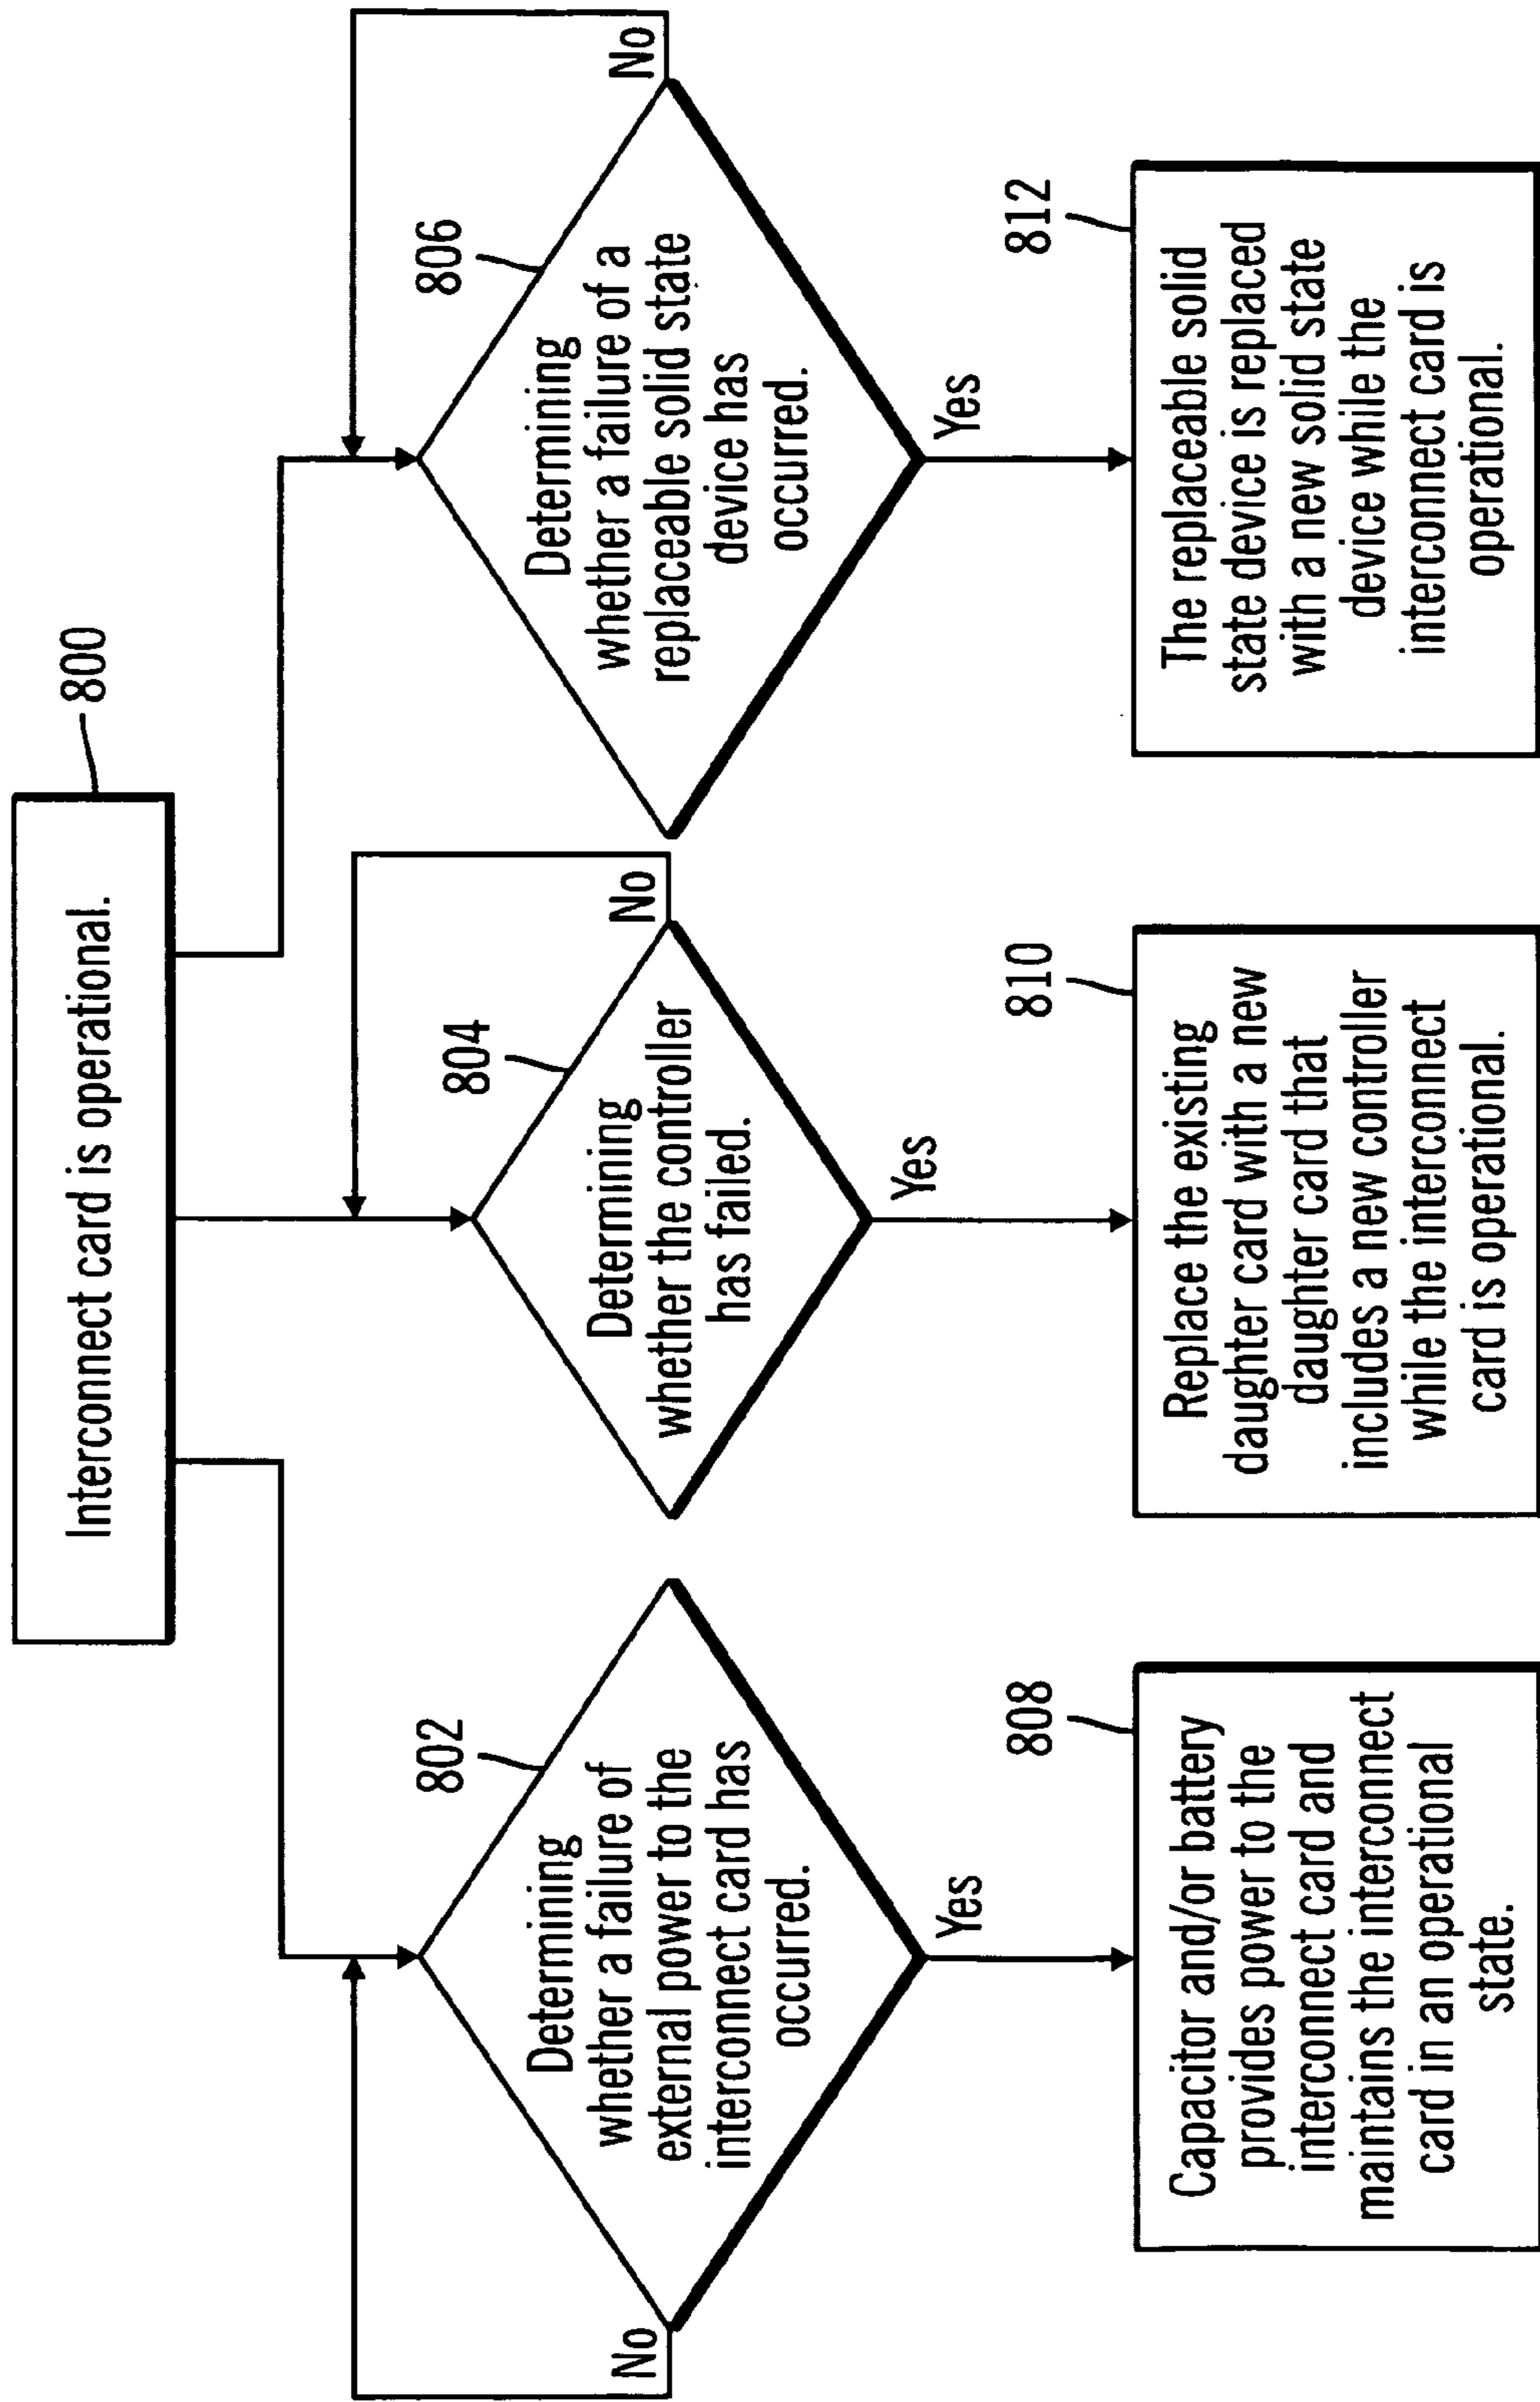 Interconnect card is operational.
800
802
Determining
whether a failure of
external power to the
interconnect card has
occurred.
No
Yes
804
Determining
whether the controller
has failed.
No
Yes
806
Determining
whether a failure of a
replaceable solid state
device has
occurred.
No
Yes
808
Capacitor and/or battery
provides power to the
interconnect card and
maintains the interconnect
card in an operational
state.
810
Replace the existing
daughter card with a new
daughter card that
includes a new controller
while the interconnect
card is operational.
812
The replaceable solid
state device is replaced
with a new solid state
device while the
interconnect card is
operational.